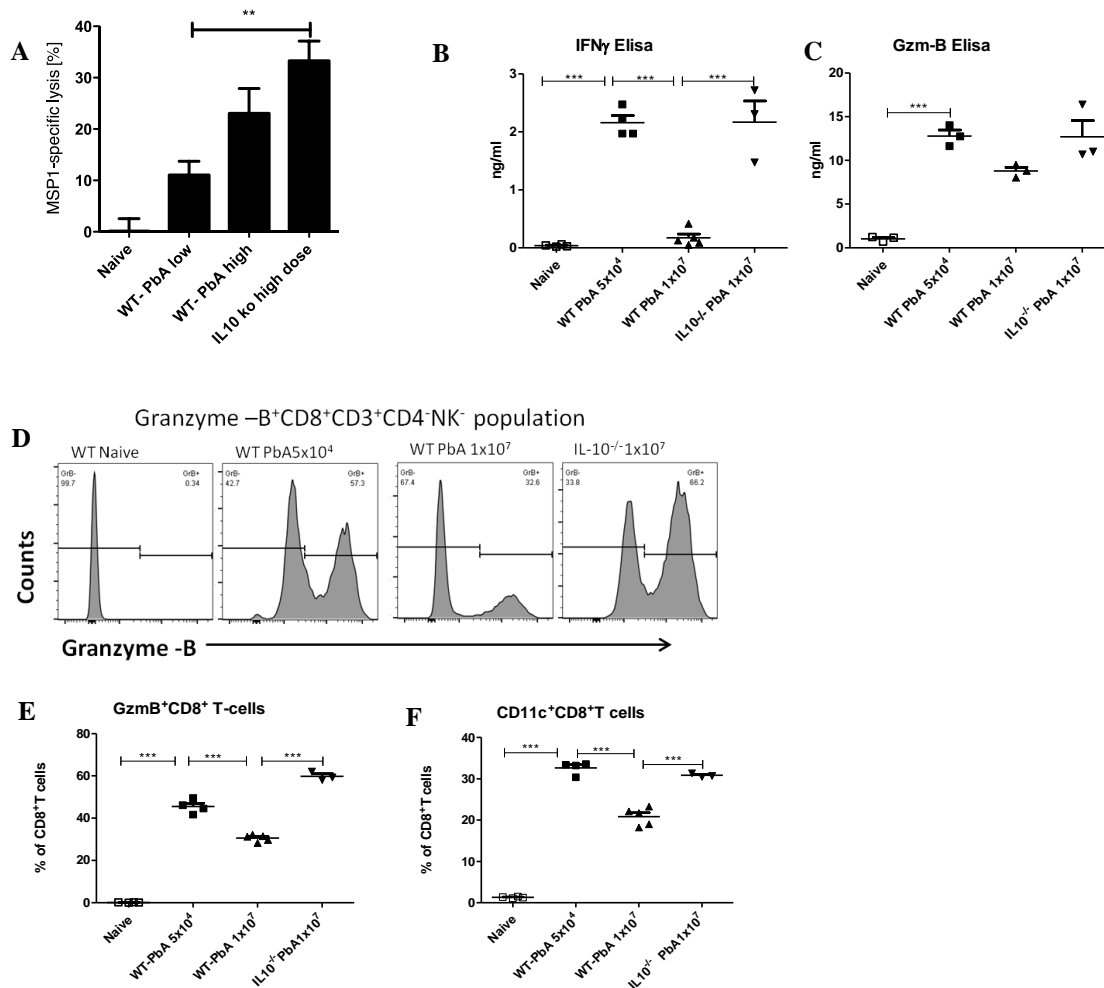 A
**
MSP1-specific lysis [%]
40
30
20
10
0
Naive
WT- PbA low
WT- PbA high
IL10 ko high dose
B
IFNγ Elisa
*** *** ***
ng/ml
3
2
1
0
Naive
WT PbA 5x10⁴
WT PbA 1x10⁷
IL10-/- PbA 1x10⁷
C
Gzm-B Elisa
***
ng/ml
20
15
10
5
0
Naive
WT PbA 5x10⁴
WT PbA 1x10⁷
IL10⁻/⁻ PbA 1x10⁷
D
Granzyme –B⁺CD8⁺CD3⁺CD4⁻NK⁻ population
WT Naive
GrB-
99.7
GrB+
0.34
WT PbA5x10⁴
GrB-
42.7
GrB+
57.3
WT PbA 1x10⁷
GrB-
67.4
GrB+
32.6
IL-10⁻/⁻1x10⁷
GrB-
33.8
GrB+
66.2
Counts
Granzyme -B
E
GzmB⁺CD8⁺ T-cells
*** *** ***
% of CD8⁺T cells
80
60
40
20
0
Naive
WT-PbA 5x10⁴
WT-PbA 1x10⁷
IL10⁻/⁻PbA1x10⁷
F
CD11c⁺CD8⁺T cells
*** *** ***
% of CD8⁺T cells
40
30
20
10
0
Naive
WT-PbA 5x10⁴
WT-PbA 1x10⁷
IL10⁻/⁻ PbA1x10⁷